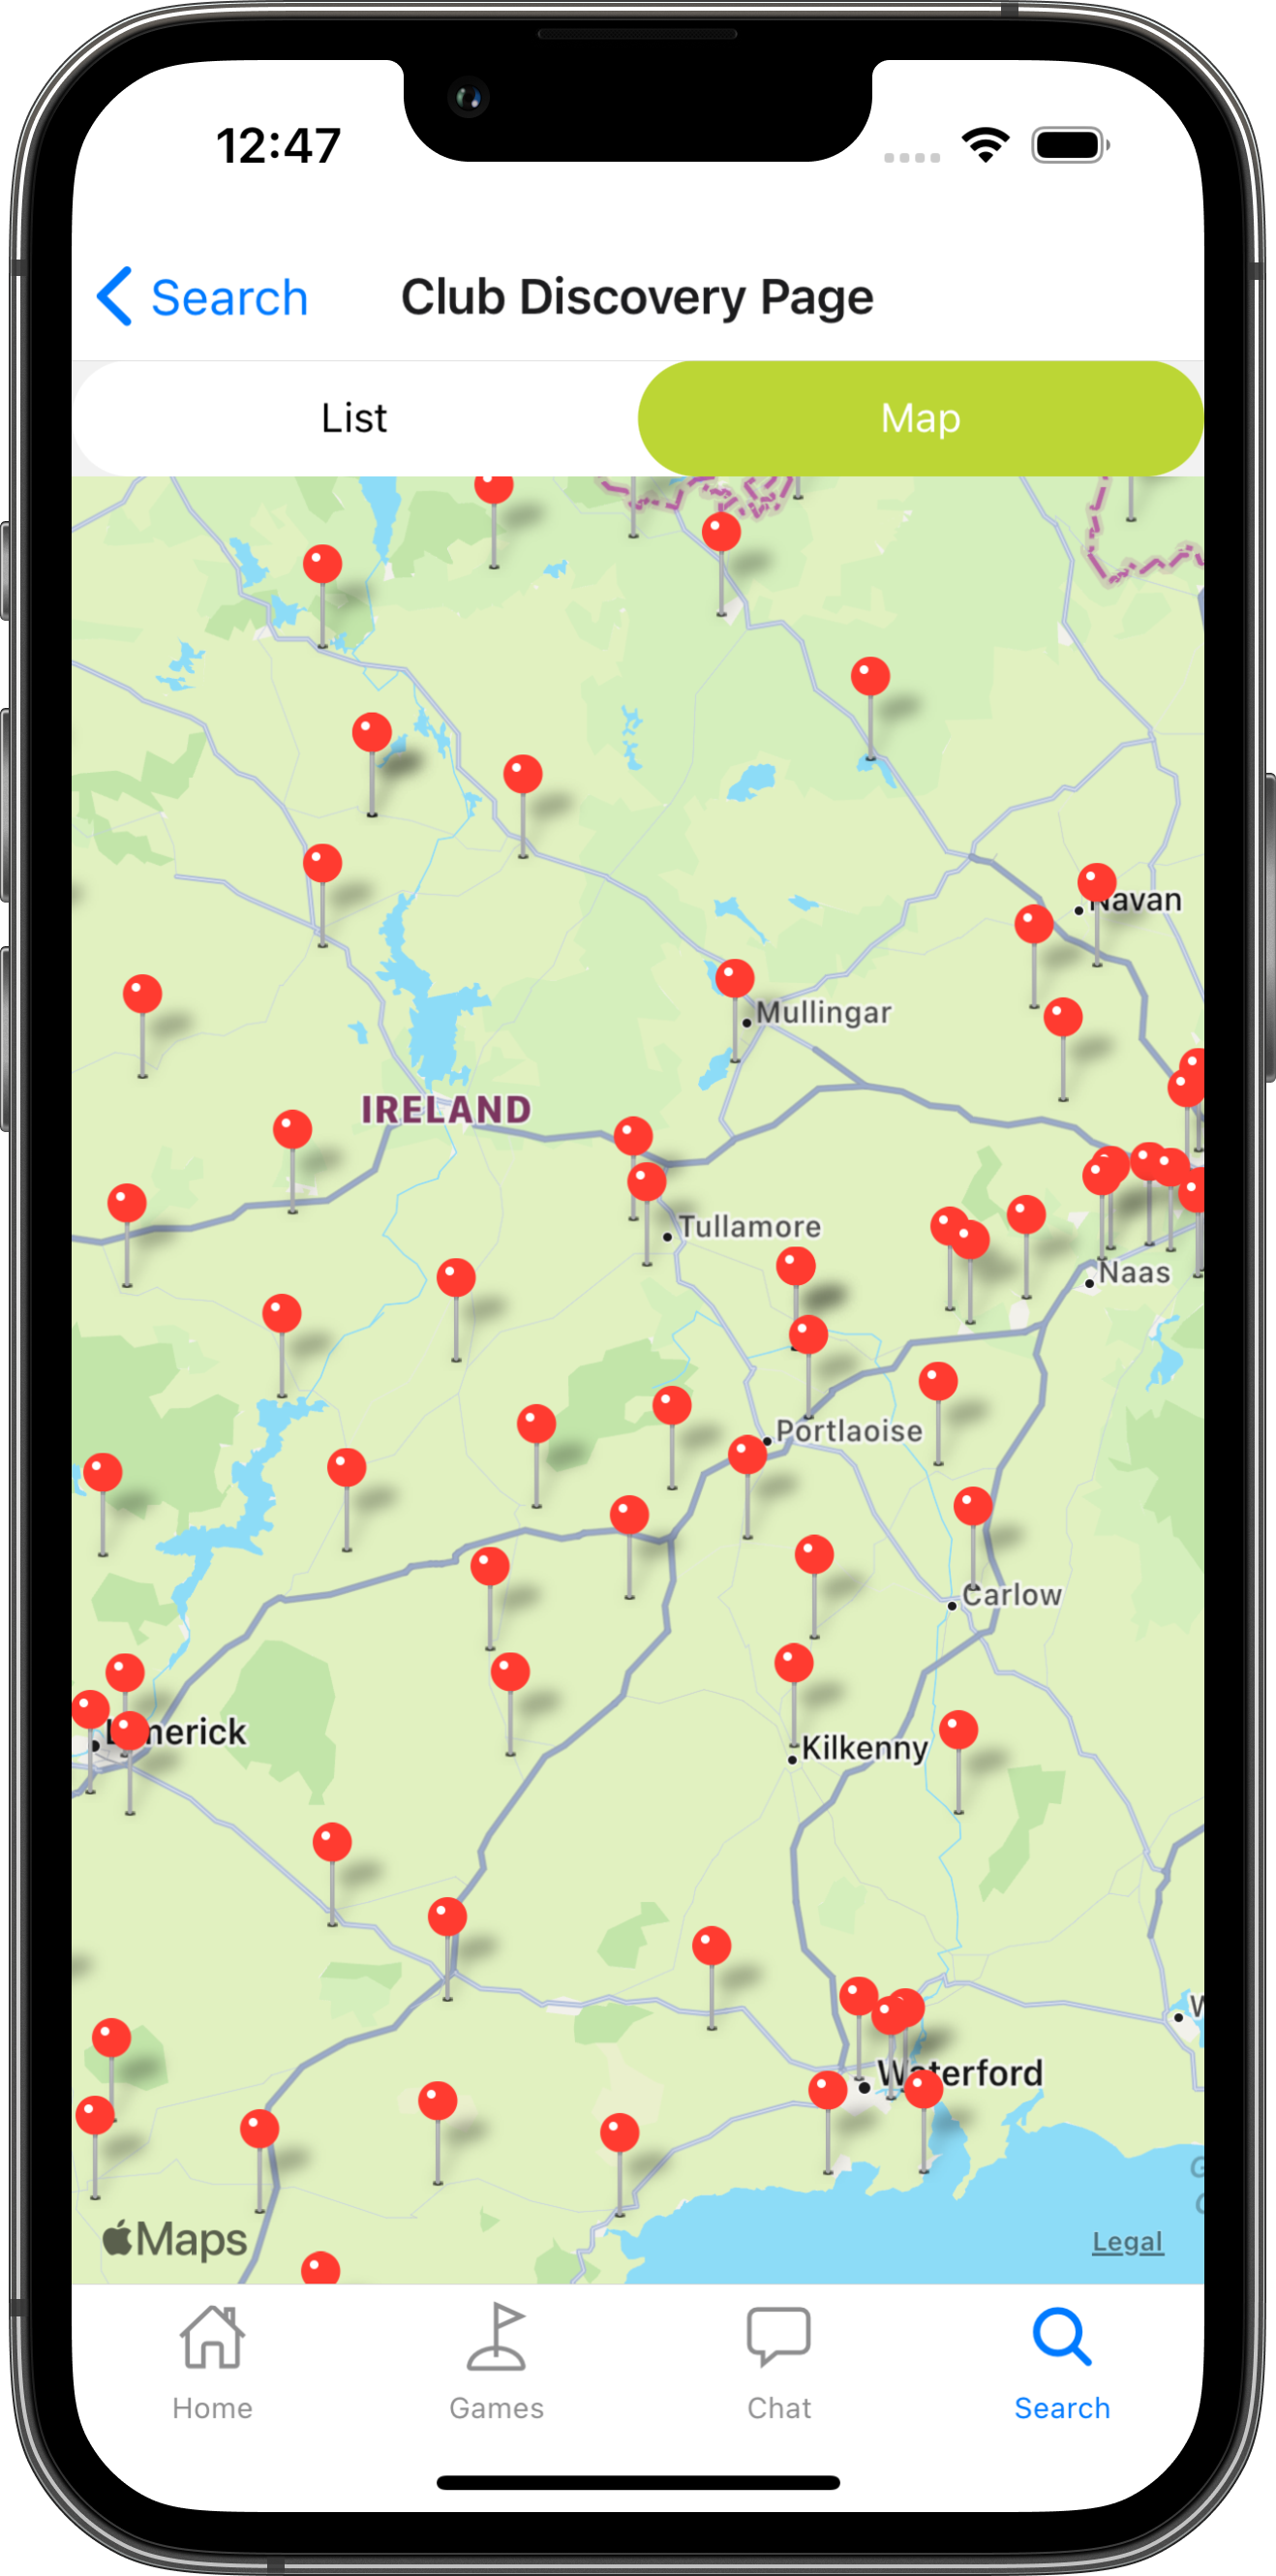 12:47
Search
Club Discovery Page
List
Map
Navan
Mullingar
IRELAND
Tullamore
Naas
Portlaoise
Carlow
Limerick
Kilkenny
Waterford
Maps
Legal
Home
Games
Chat
Search